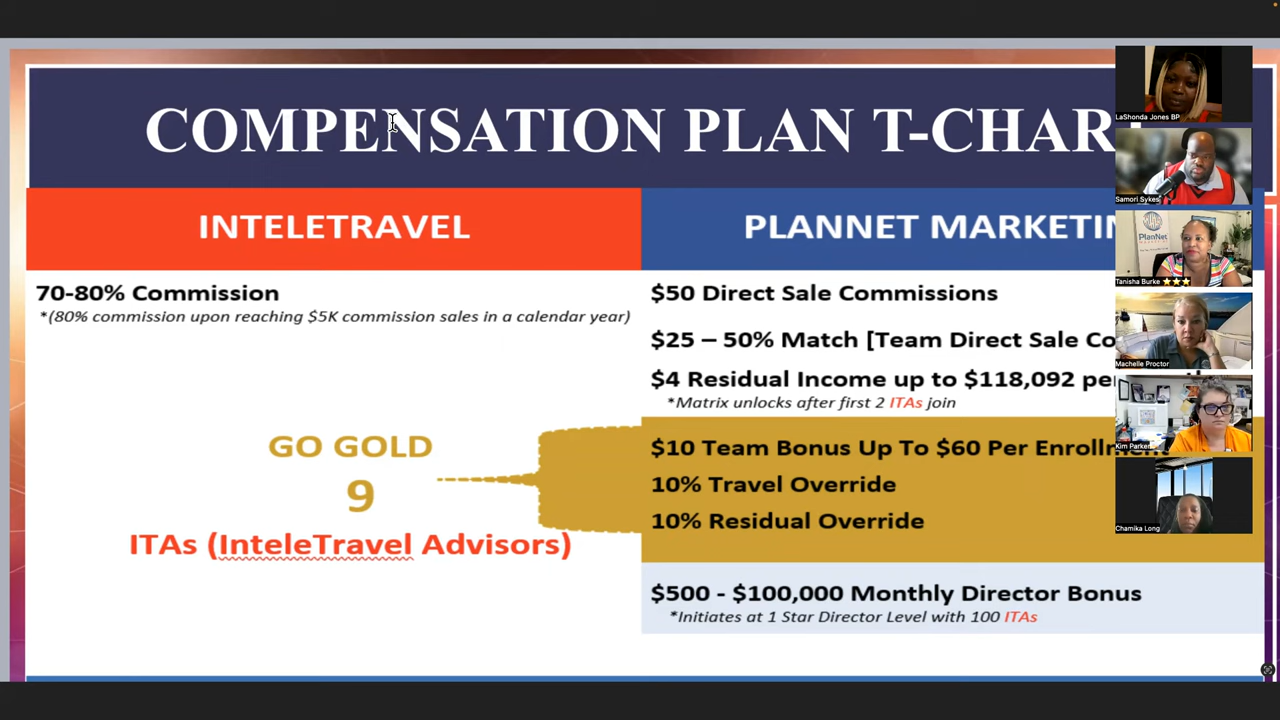 COMPENSATION PLAN T-CHAR
INTELETRAVEL
PLANNET MARKETIN
70-80% Commission
*(80% commission upon reaching $5K commission sales in a calendar year)
GO GOLD
9
ITAs (InteleTravel Advisors)
$50 Direct Sale Commissions
$25 – 50% Match [Team Direct Sale Co
$4 Residual Income up to $118,092 pe
*Matrix unlocks after first 2 ITAs join
$10 Team Bonus Up To $60 Per Enrollm
10% Travel Override
10% Residual Override
$500 - $100,000 Monthly Director Bonus
*Initiates at 1 Star Director Level with 100 ITAs
LaShonda Jones BP
Samori Sykes
PlanNet
MARKETING
Tanisha Burke ⭐⭐⭐
Machelle Proctor
Kim Parker
Chamika Long